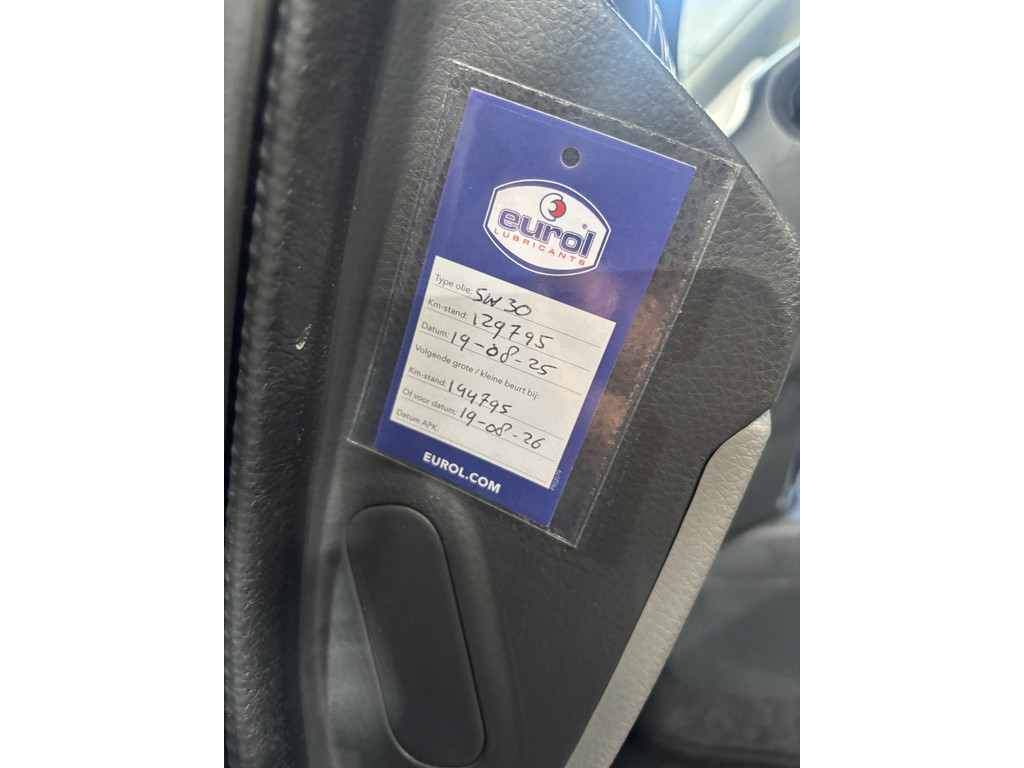 eurol®
LUBRICANTS
Type olie: 5W30
Km-stand: 129795
Datum: 19-08-25
Volgende grote / kleine beurt bij:
Km-stand: 144795
Of voor datum: 19-08-26
Datum APK:
EUROL.COM